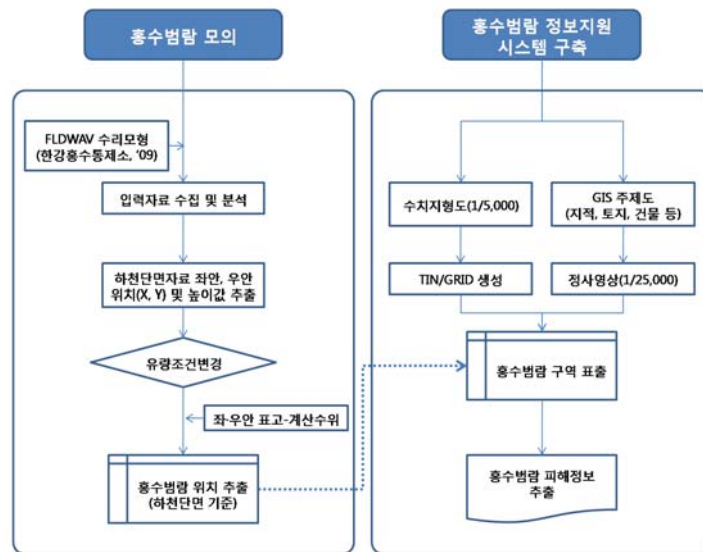 홍수범람 모의
FLDWAV 수리모형
(한강홍수통제소, '09)
입력자료 수집 및 분석
하천단면자료 좌안, 우안
위치(X, Y) 및 높이값 추출
유량조건변경
좌·우안 표고-계산수위
홍수범람 위치 추출
(하천단면 기준)
홍수범람 정보지원
시스템 구축
수치지형도(1/5,000)
GIS 주제도
(지적, 토지, 건물 등)
TIN/GRID 생성
정사영상(1/25,000)
홍수범람 구역 표출
홍수범람 피해정보
추출